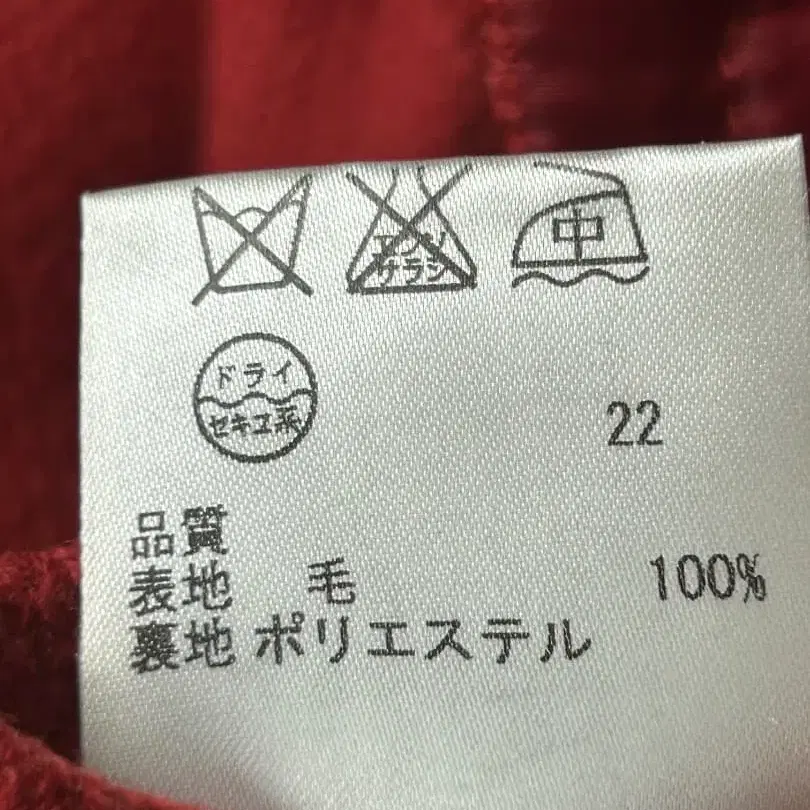 エンソ
サラシ
中
ドライ
セキユ系
22
品質
表地 毛 100%
裏地 ポリエステル